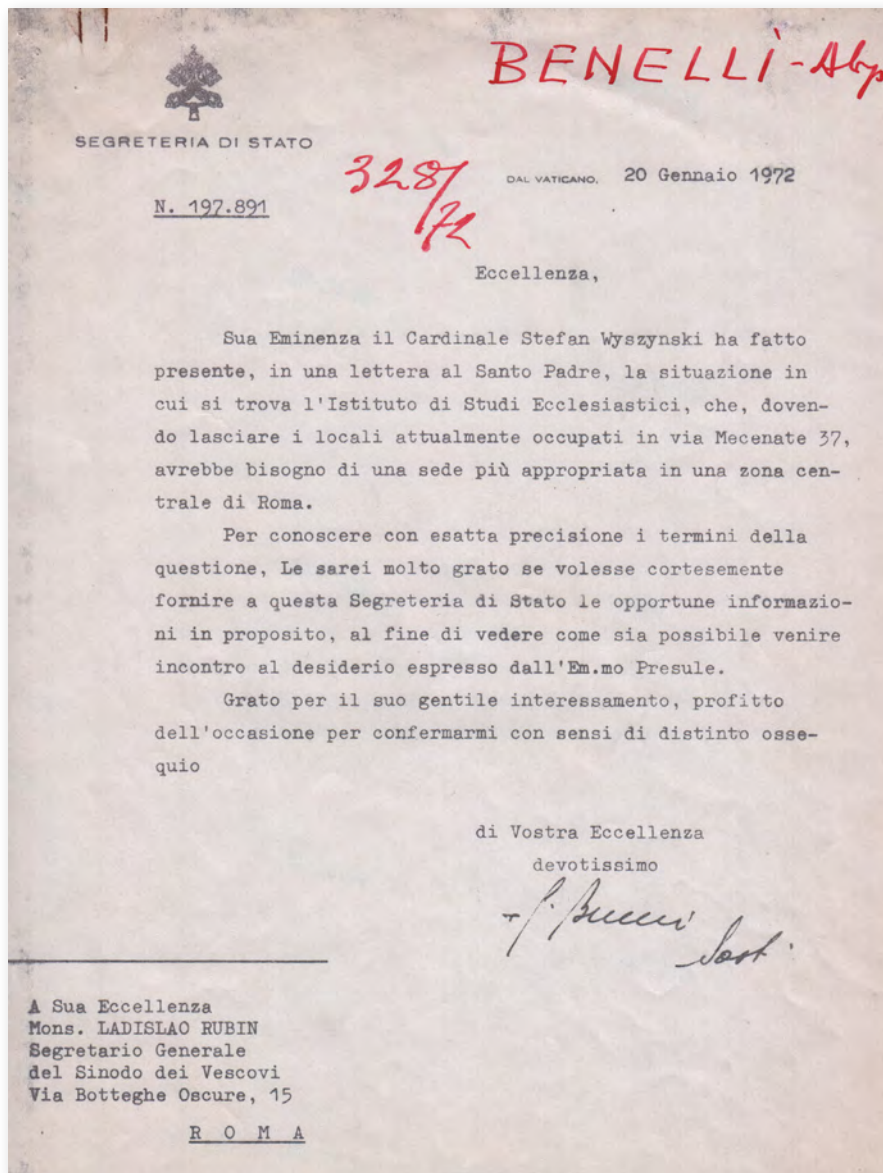 BENELLI - Abp
SEGRETERIA DI STATO
328/72
DAL VATICANO, 20 Gennaio 1972
N. 197.891
Eccellenza,
Sua Eminenza il Cardinale Stefan Wyszynski ha fatto
presente, in una lettera al Santo Padre, la situazione in
cui si trova l'Istituto di Studi Ecclesiastici, che, doven-
do lasciare i locali attualmente occupati in via Mecenate 37,
avrebbe bisogno di una sede più appropriata in una zona cen-
trale di Roma.
Per conoscere con esatta precisione i termini della
questione, Le sarei molto grato se volesse cortesemente
fornire a questa Segreteria di Stato le opportune informazio-
ni in proposito, al fine di vedere come sia possibile venire
incontro al desiderio espresso dall'Em.mo Presule.
Grato per il suo gentile interessamento, profitto
dell'occasione per confermarmi con sensi di distinto osse-
quio
di Vostra Eccellenza
devotissimo
A Sua Eccellenza
Mons. LADISLAO RUBIN
Segretario Generale
del Sinodo dei Vescovi
Via Botteghe Oscure, 15
R O M A